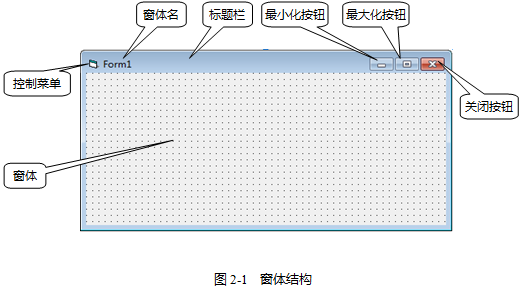 窗体名
标题栏
最小化按钮
最大化按钮
Form1
控制菜单
关闭按钮
窗体
图 2-1 窗体结构